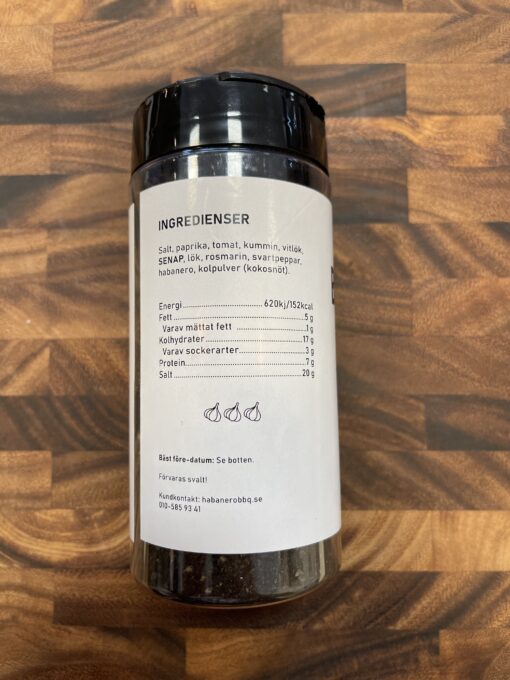 INGREDIENSER
Salt, paprika, tomat, kummin, vitlök,
SENAP, lök, rosmarin, svartpeppar,
habanero, kolpulver (kokosnöt).
Energi 620kj/152kcal
Fett 5 g
Varav mättat fett 1 g
Kolhydrater 17 g
Varav sockerarter 3 g
Protein 7 g
Salt 20 g
Bäst före-datum: Se botten.
Förvaras svalt!
Kundkontakt: habanerobbq.se
010-585 93 41